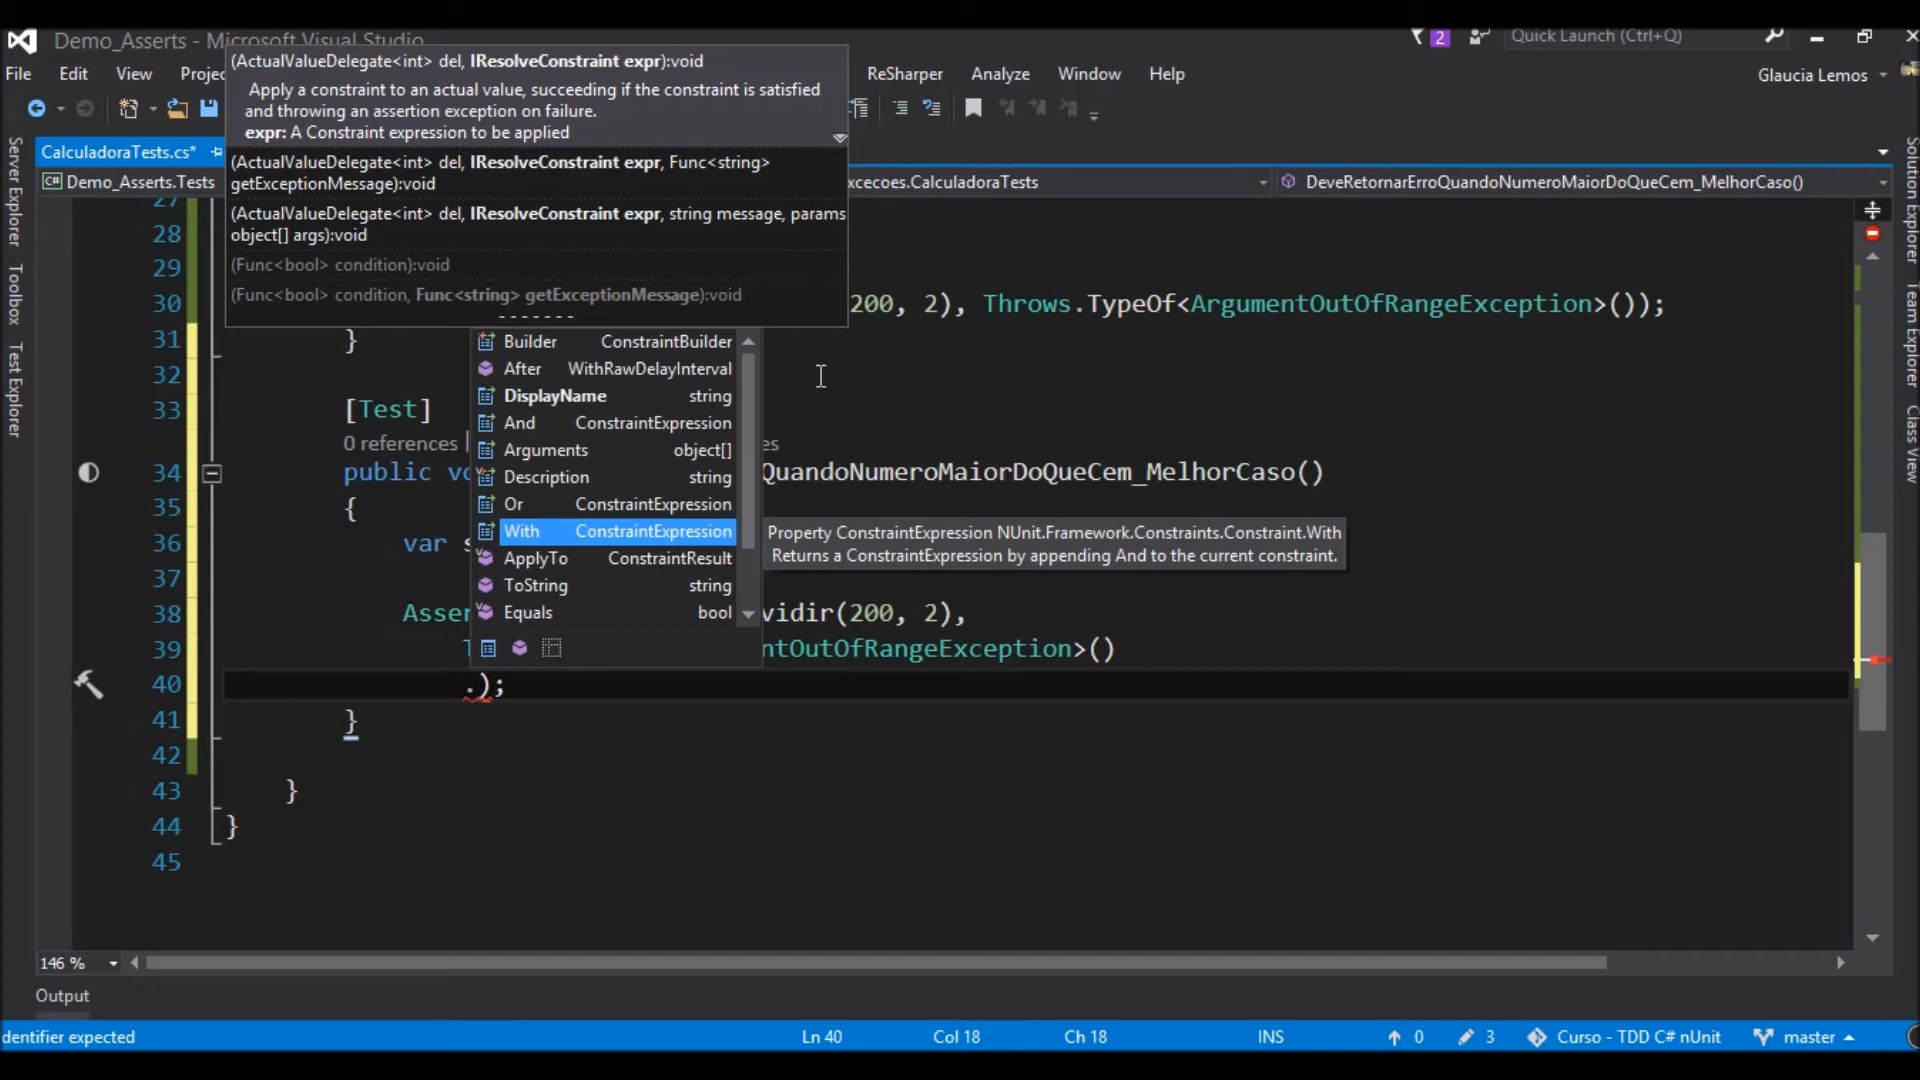 Demo_Asserts - Microsoft Visual Studio
2
Quick Launch (Ctrl+Q)
File Edit View Projec
ReSharper Analyze Window Help
Glaucia Lemos
(ActualValueDelegate<int> del, IResolveConstraint expr):void
Apply a constraint to an actual value, succeeding if the constraint is satisfied
and throwing an assertion exception on failure.
expr: A Constraint expression to be applied
(ActualValueDelegate<int> del, IResolveConstraint expr, Func<string>
getExceptionMessage):void
(ActualValueDelegate<int> del, IResolveConstraint expr, string message, params
object[] args):void
(Func<bool> condition):void
(Func<bool> condition, Func<string> getExceptionMessage):void
CalculadoraTests.cs*
C# Demo_Asserts.Tests
xcecoes.CalculadoraTests
DeveRetornarErroQuandoNumeroMaiorDoQueCem_MelhorCaso()
Server Explorer
Toolbox
Test Explorer
Solution Explorer
Team Explorer
Class View
27
28
29
30 200, 2), Throws.TypeOf<ArgumentOutOfRangeException>());
31 }
32
33 [Test]
0 references | es
34 public vo QuandoNumeroMaiorDoQueCem_MelhorCaso()
35 {
36 var s
37
38 Asser vidir(200, 2),
39 T ntOutOfRangeException>()
40 .);
41 }
42
43 }
44 }
45
Builder ConstraintBuilder
After WithRawDelayInterval
DisplayName string
And ConstraintExpression
Arguments object[]
Description string
Or ConstraintExpression
With ConstraintExpression
ApplyTo ConstraintResult
ToString string
Equals bool
Property ConstraintExpression NUnit.Framework.Constraints.Constraint.With
Returns a ConstraintExpression by appending And to the current constraint.
146 %
Output
dentifier expected
Ln 40 Col 18 Ch 18 INS
0 3 Curso - TDD C# nUnit master